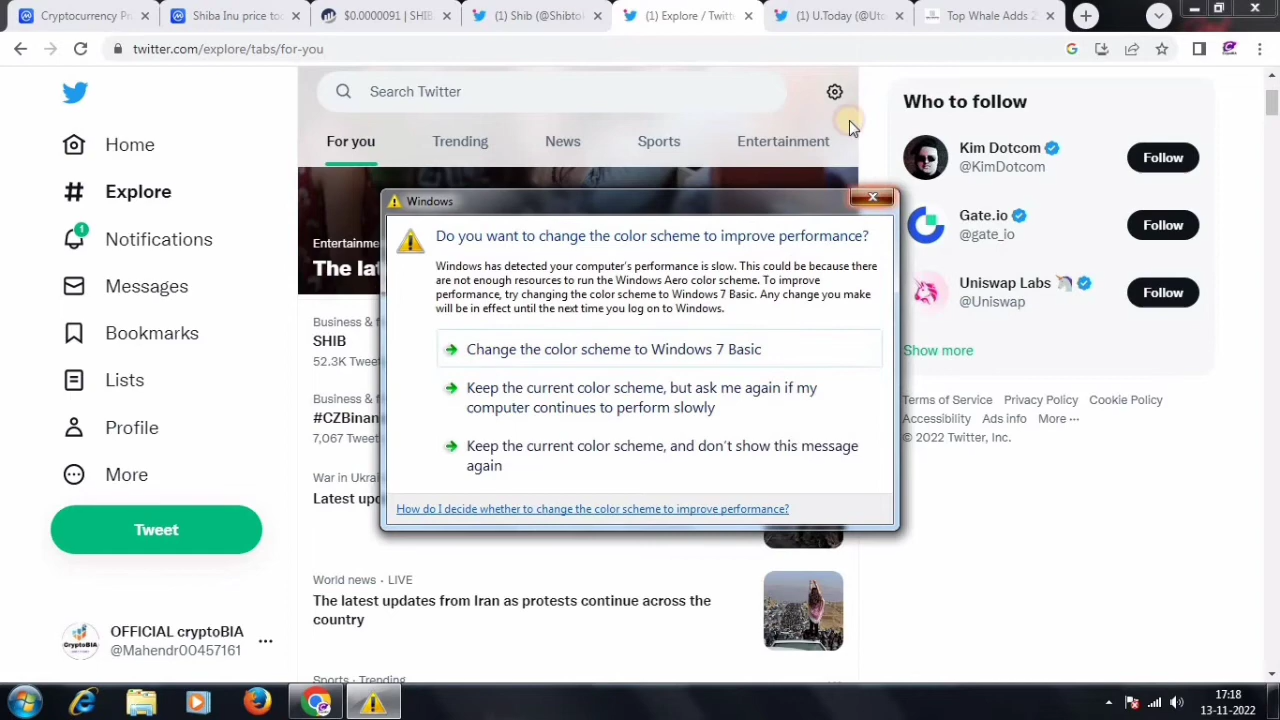 Cryptocurrency Pr
Shiba Inu price to
$0.0000091 | SHIB
(1) Shib (@Shibtok
(1) Explore / Twitt
(1) U.Today (@Uto
Top Whale Adds 2
twitter.com/explore/tabs/for-you
Search Twitter
For you
Trending
News
Sports
Entertainment
Home
Explore
1
Notifications
Messages
Bookmarks
Lists
Profile
More
Tweet
OFFICIAL cryptoBIA
@Mahendr00457161
CryptoBIA
Entertainme
The lat
Business & f
SHIB
52.3K Tweet
Business & f
#CZBinan
7,067 Tweet
War in Ukra
Latest upd
World news · LIVE
The latest updates from Iran as protests continue across the
country
Sports · Trending
Windows
Do you want to change the color scheme to improve performance?
Windows has detected your computer's performance is slow. This could be because there
are not enough resources to run the Windows Aero color scheme. To improve
performance, try changing the color scheme to Windows 7 Basic. Any change you make
will be in effect until the next time you log on to Windows.
Change the color scheme to Windows 7 Basic
Keep the current color scheme, but ask me again if my
computer continues to perform slowly
Keep the current color scheme, and don't show this message
again
How do I decide whether to change the color scheme to improve performance?
Who to follow
Kim Dotcom
@KimDotcom
Follow
Gate.io
@gate_io
Follow
Uniswap Labs
@Uniswap
Follow
Show more
Terms of Service Privacy Policy Cookie Policy
Accessibility Ads info More ···
© 2022 Twitter, Inc.
17:18
13-11-2022